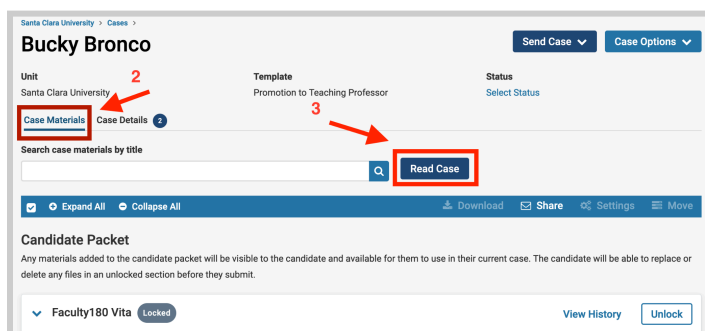 Santa Clara University > Cases >
Bucky Bronco
Send Case
Case Options
Unit
Template
Status
Santa Clara University
Promotion to Teaching Professor
Select Status
2
3
Case Materials
Case Details 2
Search case materials by title
Read Case
Expand All
Collapse All
Download
Share
Settings
Move
Candidate Packet
Any materials added to the candidate packet will be visible to the candidate and available for them to use in their current case. The candidate will be able to replace or
delete any files in an unlocked section before they submit.
Faculty180 Vita
Locked
View History
Unlock